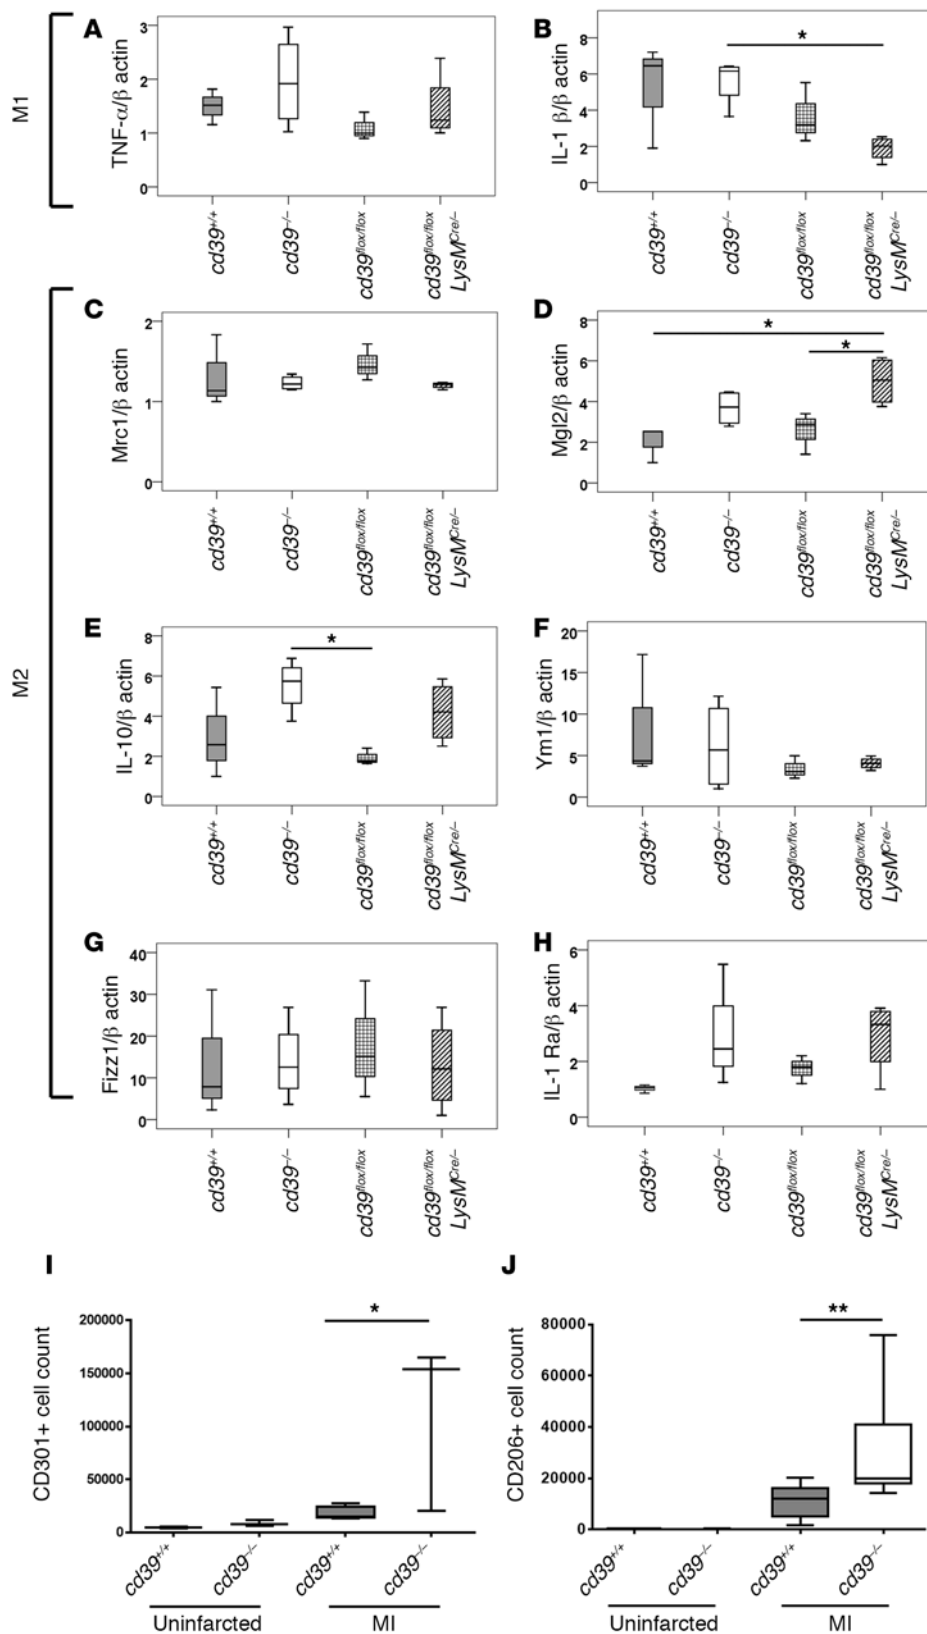 M1
A
TNF-α/β actin
3
2
1
0
cd39+/+
cd39−/−
cd39flox/flox
cd39flox/flox
LysMCre/−
B
IL-1 β/β actin
8
6
4
2
0
*
cd39+/+
cd39−/−
cd39flox/flox
cd39flox/flox
LysMCre/−
M2
C
Mrc1/β actin
2
1
0
cd39+/+
cd39−/−
cd39flox/flox
cd39flox/flox
LysMCre/−
D
Mgl2/β actin
8
6
4
2
0
*
*
cd39+/+
cd39−/−
cd39flox/flox
cd39flox/flox
LysMCre/−
E
IL-10/β actin
8
6
4
2
0
*
cd39+/+
cd39−/−
cd39flox/flox
cd39flox/flox
LysMCre/−
F
Ym1/β actin
20
15
10
5
0
cd39+/+
cd39−/−
cd39flox/flox
cd39flox/flox
LysMCre/−
G
Fizz1/β actin
40
30
20
10
0
cd39+/+
cd39−/−
cd39flox/flox
cd39flox/flox
LysMCre/−
H
IL-1 Ra/β actin
6
4
2
0
cd39+/+
cd39−/−
cd39flox/flox
cd39flox/flox
LysMCre/−
I
CD301+ cell count
200000
150000
100000
50000
0
*
cd39+/+
cd39−/−
cd39+/+
cd39−/−
Uninfarcted
MI
J
CD206+ cell count
80000
60000
40000
20000
0
**
cd39+/+
cd39−/−
cd39+/+
cd39−/−
Uninfarcted
MI